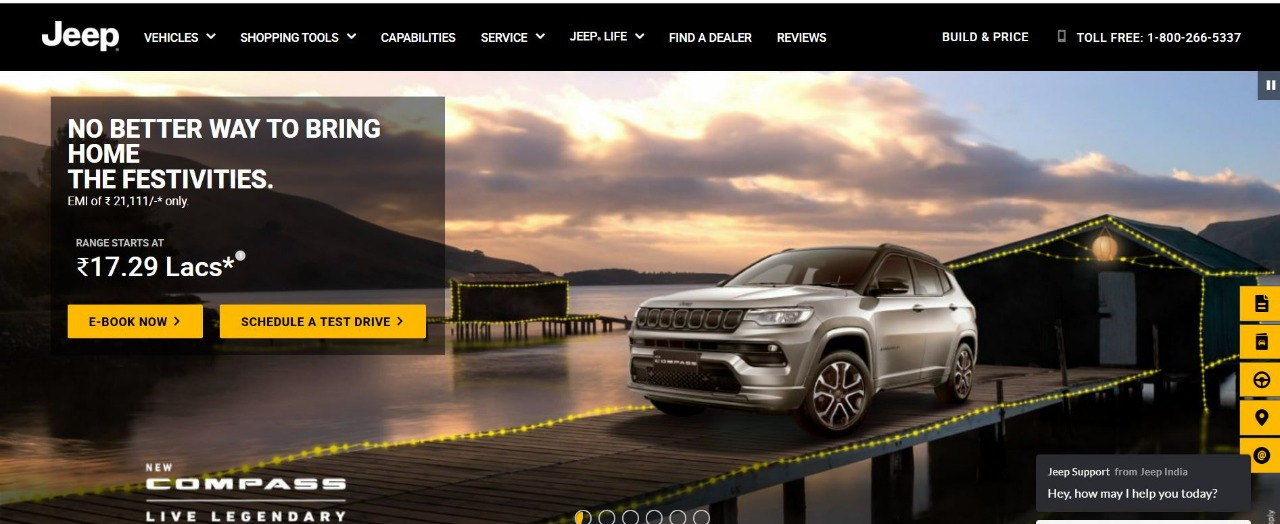 Jeep
VEHICLES
SHOPPING TOOLS
CAPABILITIES
SERVICE
JEEP® LIFE
FIND A DEALER
REVIEWS
BUILD & PRICE
TOLL FREE: 1-800-266-5337
NO BETTER WAY TO BRING
HOME
THE FESTIVITIES.
EMI of ₹ 21,111/-* only.
RANGE STARTS AT
₹17.29 Lacs*
E-BOOK NOW
SCHEDULE A TEST DRIVE
COMPASS
NEW
COMPASS
LIVE LEGENDARY
Jeep Support from Jeep India
Hey, how may I help you today?